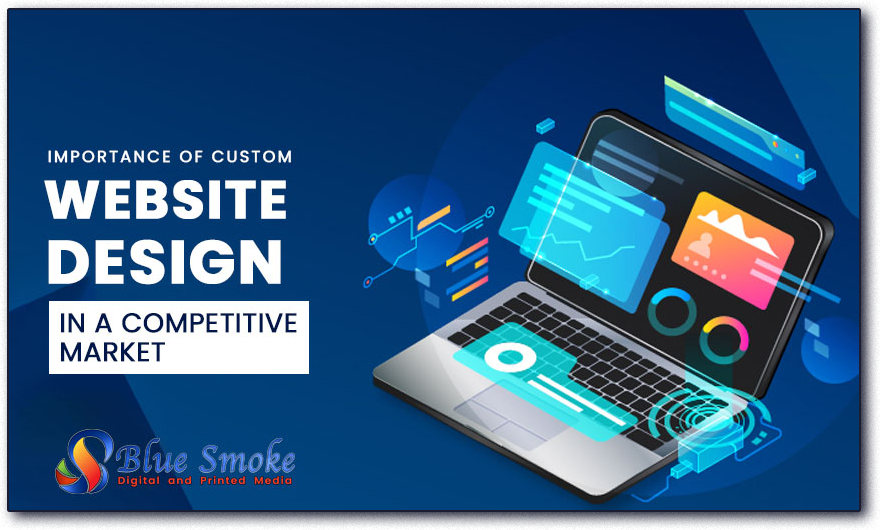 IMPORTANCE OF CUSTOM
WEBSITE
DESIGN
IN A COMPETITIVE
MARKET
Blue Smoke
Digital and Printed Media